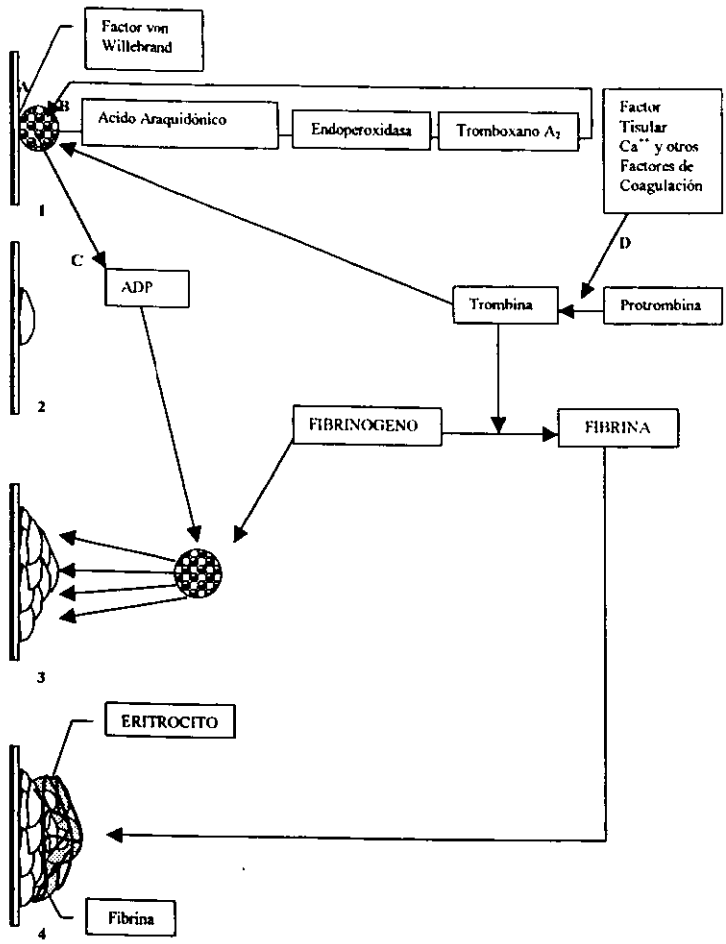 Factor von
Willebrand
A
B
Acido Araquidónico
Endoperoxidasa
Tromboxano A₂
Factor
Tisular
Ca⁺⁺ y otros
Factores de
Coagulación
1
C
D
ADP
Trombina
Protrombina
2
FIBRINOGENO
FIBRINA
3
ERITROCITO
Fibrina
4